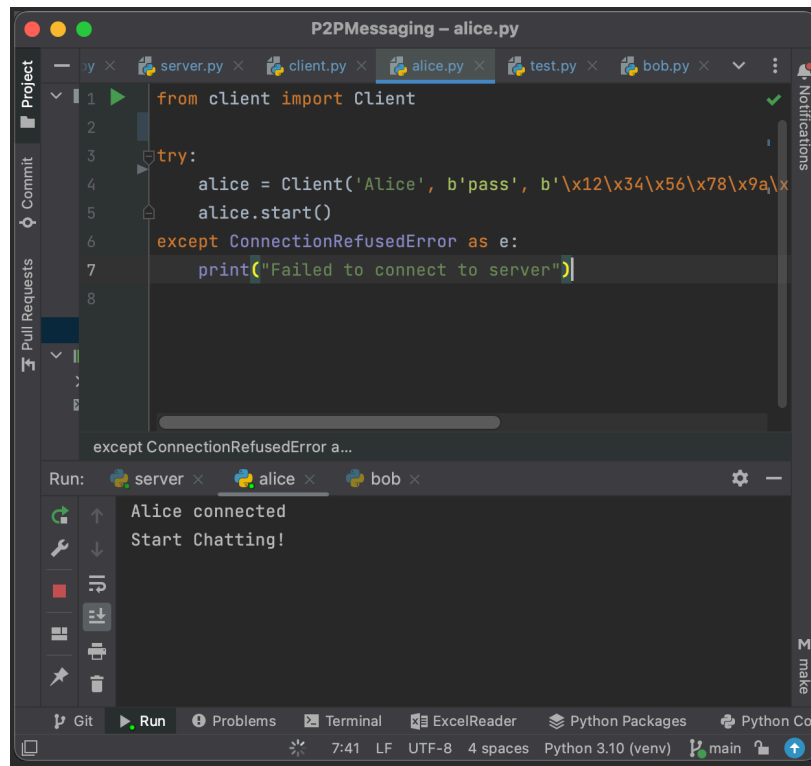 P2PMessaging – alice.py
Project
Commit
Pull Requests
server.py
client.py
alice.py
test.py
bob.py
Notifications
1 from client import Client
2
3 try:
4 alice = Client('Alice', b'pass', b'\x12\x34\x56\x78\x9a\x
5 alice.start()
6 except ConnectionRefusedError as e:
7 print("Failed to connect to server")
8
except ConnectionRefusedError a...
Run: server alice bob
Alice connected
Start Chatting!
M make
Git Run Problems Terminal ExcelReader Python Packages Python Co
7:41 LF UTF-8 4 spaces Python 3.10 (venv) main